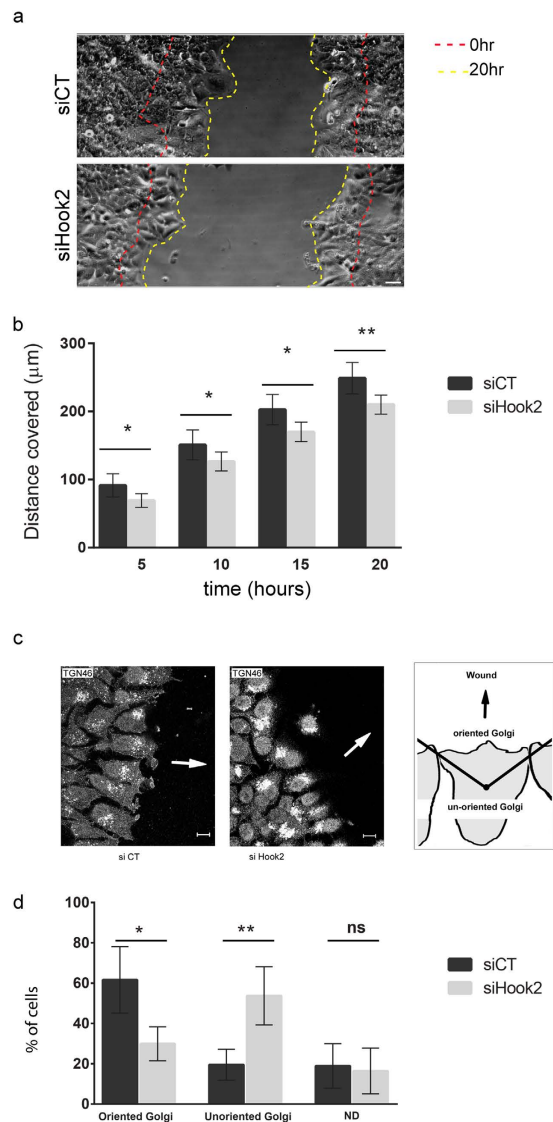 a
siCT
siHook2
0hr
20hr
b
Distance covered (μm)
300
200
100
0
*
*
*
**
5
10
15
20
time (hours)
siCT
siHook2
c
TGN46
TGN46
si CT
si Hook2
Wound
oriented Golgi
un-oriented Golgi
d
% of cells
100
80
60
40
20
0
*
**
ns
Oriented Golgi
Unoriented Golgi
ND
siCT
siHook2